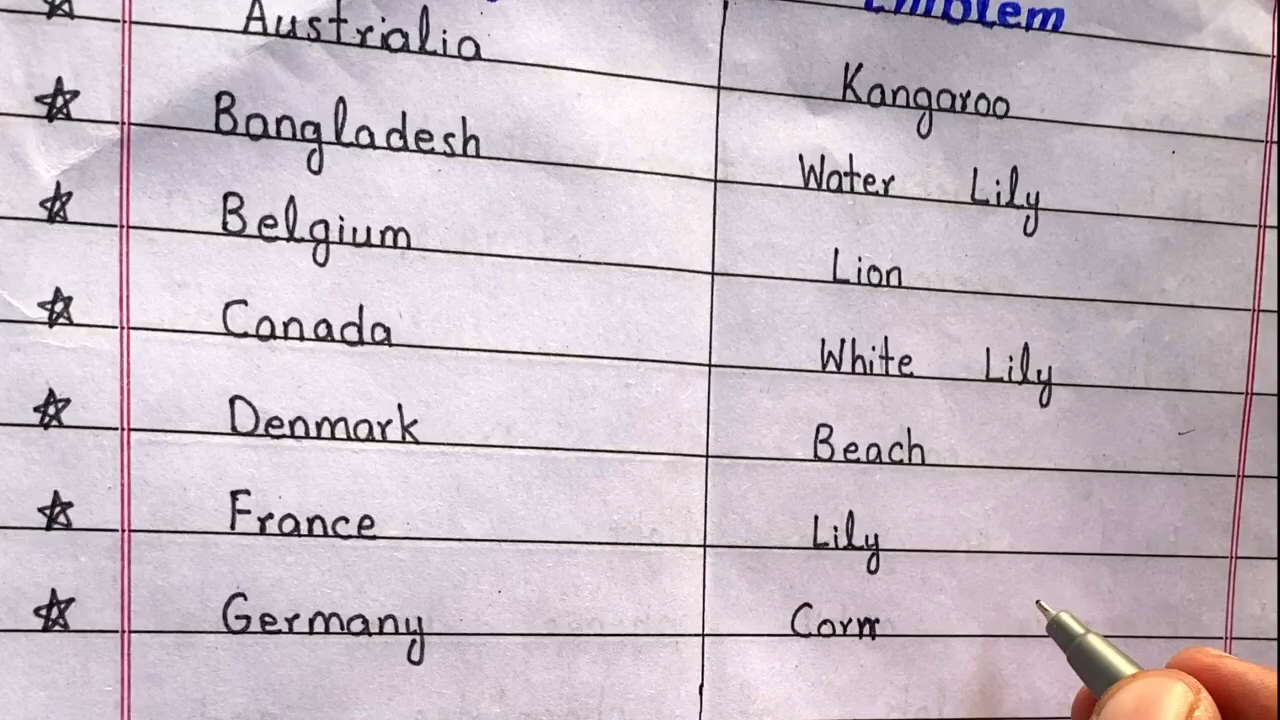 Emblem
Austrialia Kangaroo
Bangladesh Water Lily
Belgium Lion
Canada White Lily
Denmark Beach
France Lily
Germany Corn